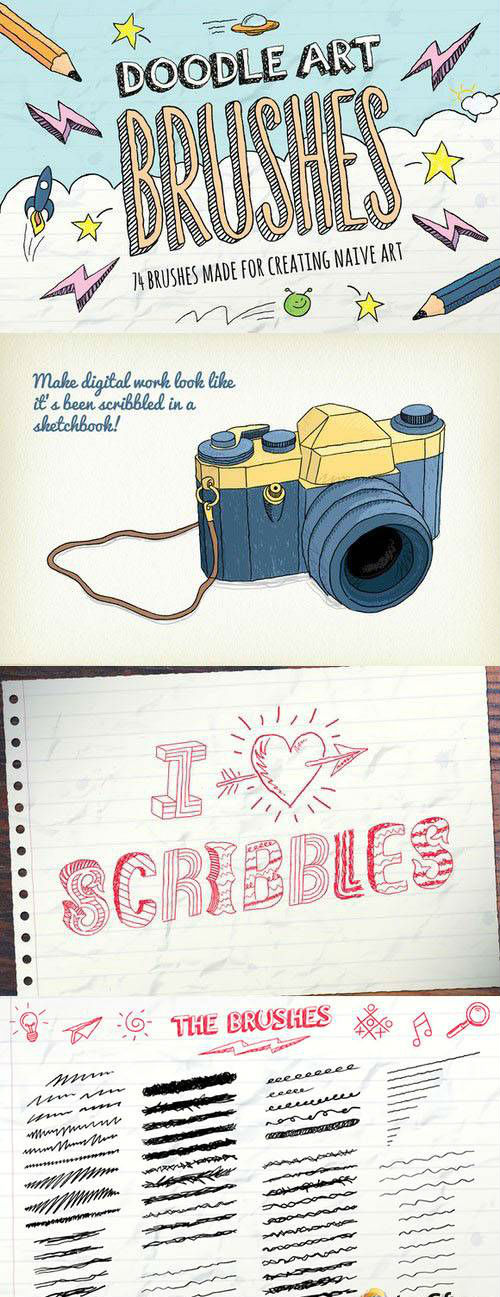 DOODLE ART
BRUSHES
74 BRUSHES MADE FOR CREATING NAIVE ART
Make digital work look like
it's been scribbled in a
sketchbook!
I
SCRIBBLES
THE BRUSHES